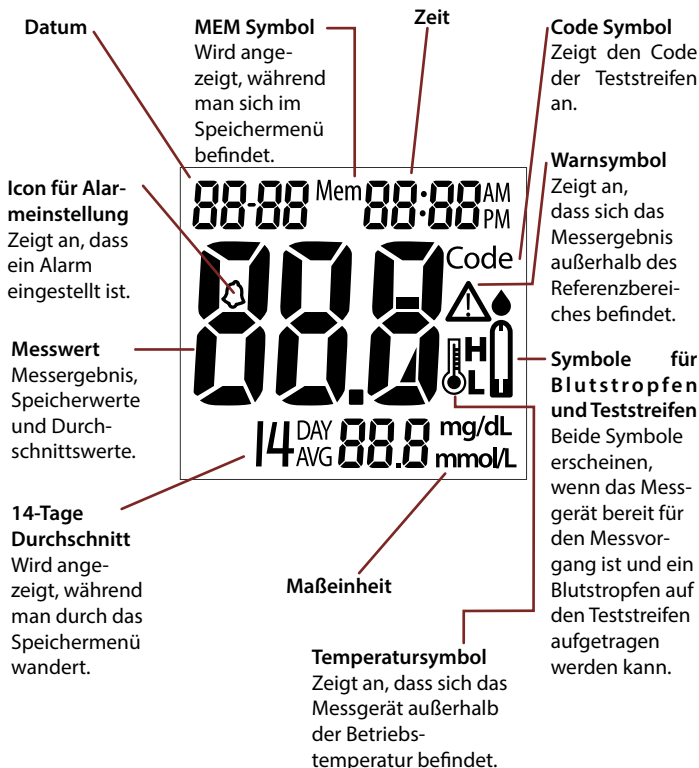 Datum
MEM Symbol
Wird ange-
zeigt, während
man sich im
Speichermenü
befindet.
Zeit
Code Symbol
Zeigt den Code
der Teststreifen
an.
Icon für Alar-
meinstellung
Zeigt an, dass
ein Alarm
eingestellt ist.
Warnsymbol
Zeigt an,
dass sich das
Messergebnis
außerhalb des
Referenzberei-
ches befindet.
88-88 Mem 88:88 AM
PM
88.8
Code
H
L
14 DAY
AVG 88.8 mg/dL
mmol/L
Messwert
Messergebnis,
Speicherwerte
und Durch-
schnittswerte.
Symbole für
Blutstropfen
und Teststreifen
Beide Symbole
erscheinen,
wenn das Mess-
gerät bereit für
den Messvor-
gang ist und ein
Blutstropfen auf
den Teststreifen
aufgetragen
werden kann.
14-Tage
Durchschnitt
Wird ange-
zeigt, während
man durch das
Speichermenü
wandert.
Maßeinheit
Temperatursymbol
Zeigt an, dass sich das
Messgerät außerhalb
der Betriebs-
temperatur befindet.